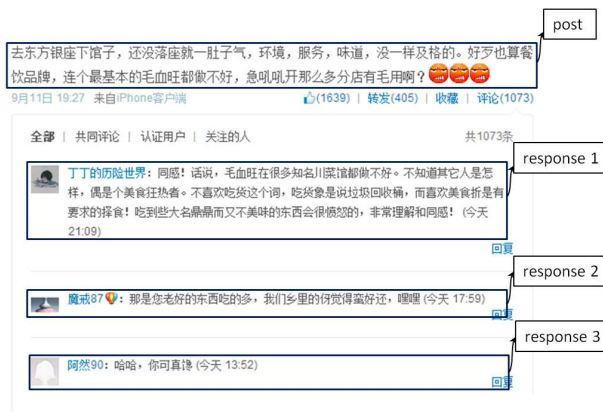 post
去东方银座下馆子，还没落座就一肚子气，环境，服务，味道，没一样及格的。好歹也算餐
饮品牌，连个最基本的毛血旺都做不好，急吼吼开那么多分店有毛用啊？
9月11日 19:27 来自iPhone客户端 (1639) | 转发(405) | 收藏 | 评论(1073)
全部 | 共同评论 | 认证用户 | 关注的人 共1073条
response 1
丁丁的历险世界：同感！话说，毛血旺在很多知名川菜馆都做不好。不知道其它人是怎
样，偶是个美食狂热者。不喜欢吃货这个词，吃货象是说垃圾回收桶，而喜欢美食折是有
要求的择食！吃到些大名鼎鼎而又不美味的东西会很愤怒的，非常理解和同感！ (今天
21:09)
回复
response 2
魔戒87：那是您老好的东西吃的多，我们乡里的伢觉得蛮好还，嘿嘿 (今天 17:59)
回复
response 3
阿然90：哈哈，你可真馋 (今天 13:52)
回复